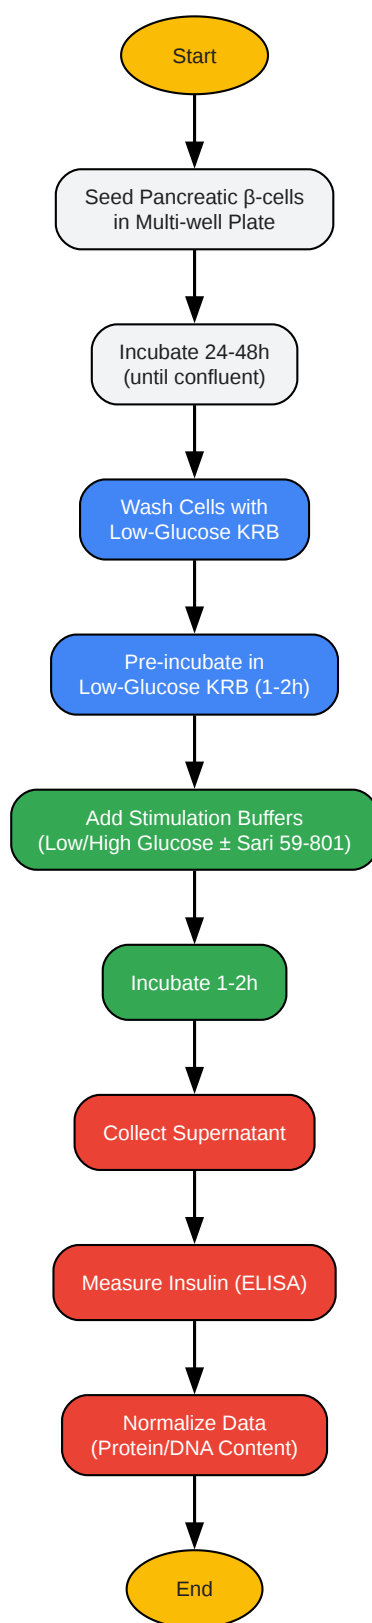 Start
Seed Pancreatic β-cells
in Multi-well Plate
Incubate 24-48h
(until confluent)
Wash Cells with
Low-Glucose KRB
Pre-incubate in
Low-Glucose KRB (1-2h)
Add Stimulation Buffers
(Low/High Glucose ± Sari 59-801)
Incubate 1-2h
Collect Supernatant
Measure Insulin (ELISA)
Normalize Data
(Protein/DNA Content)
End